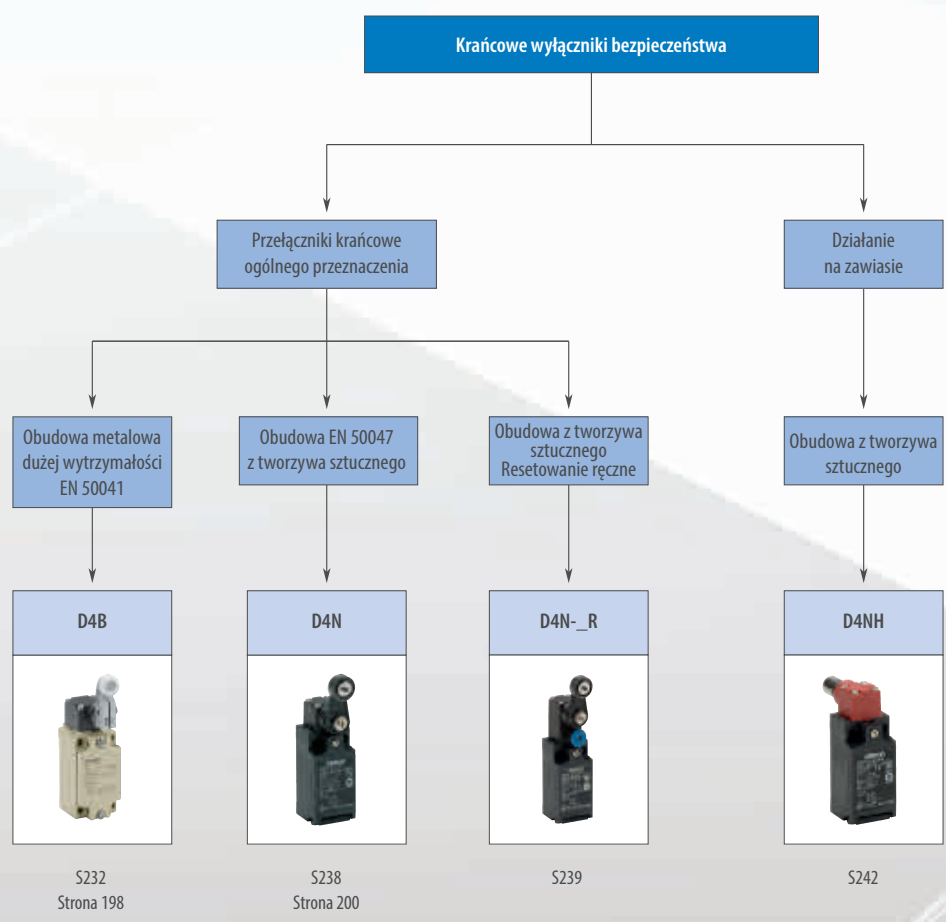 Krańcowe wyłączniki bezpieczeństwa
Przełączniki krańcowe
ogólnego przeznaczenia
Działanie
na zawiasie
Obudowa metalowa
dużej wytrzymałości
EN 50041
Obudowa EN 50047
z tworzywa sztucznego
Obudowa z tworzywa
sztucznego
Resetowanie ręczne
Obudowa z tworzywa
sztucznego
D4B
D4N
D4N-_R
D4NH
S232
Strona 198
S238
Strona 200
S239
S242